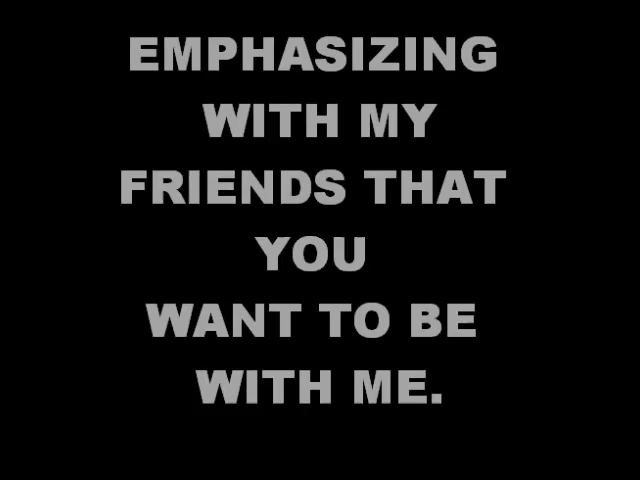 EMPHASIZING
WITH MY
FRIENDS THAT
YOU
WANT TO BE
WITH ME.